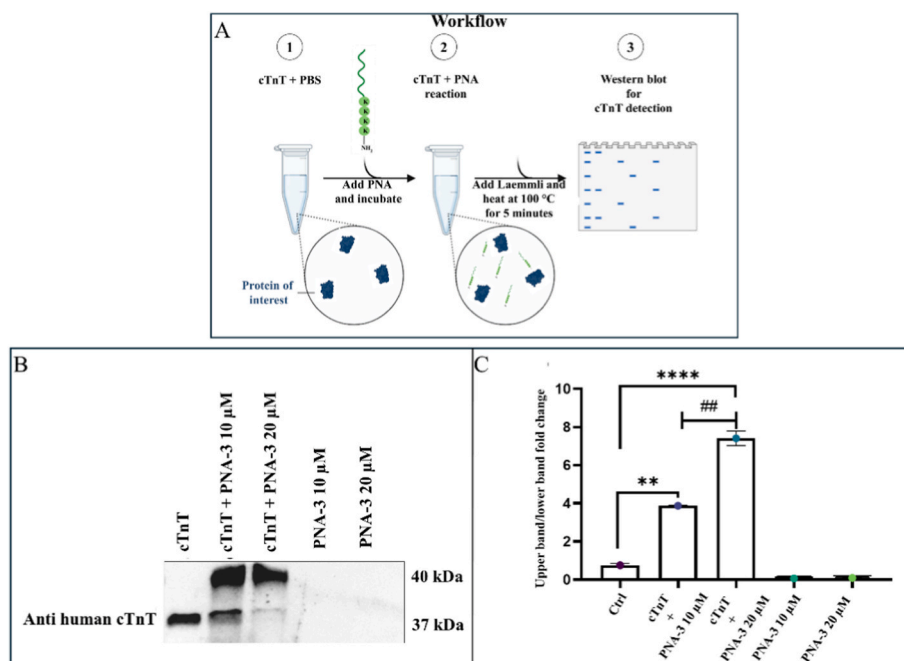 A
Workflow
1
2
3
cTnT + PBS
cTnT + PNA
reaction
Western blot
for
cTnT detection
K
K
K
K
NH2
Add PNA
and incubate
Add Laemmli and
heat at 100 °C
for 5 minutes
Protein of
interest
B
cTnT
cTnT + PNA-3 10 µM
cTnT + PNA-3 20 µM
PNA-3 10 µM
PNA-3 20 µM
40 kDa
Anti human cTnT
37 kDa
C
Upper band/lower band fold change
10
8
6
4
2
0
****
##
**
Ctrl
cTnT
+
PNA-3 10 µM
cTnT
+
PNA-3 20 µM
PNA-3 10 µM
PNA-3 20 µM